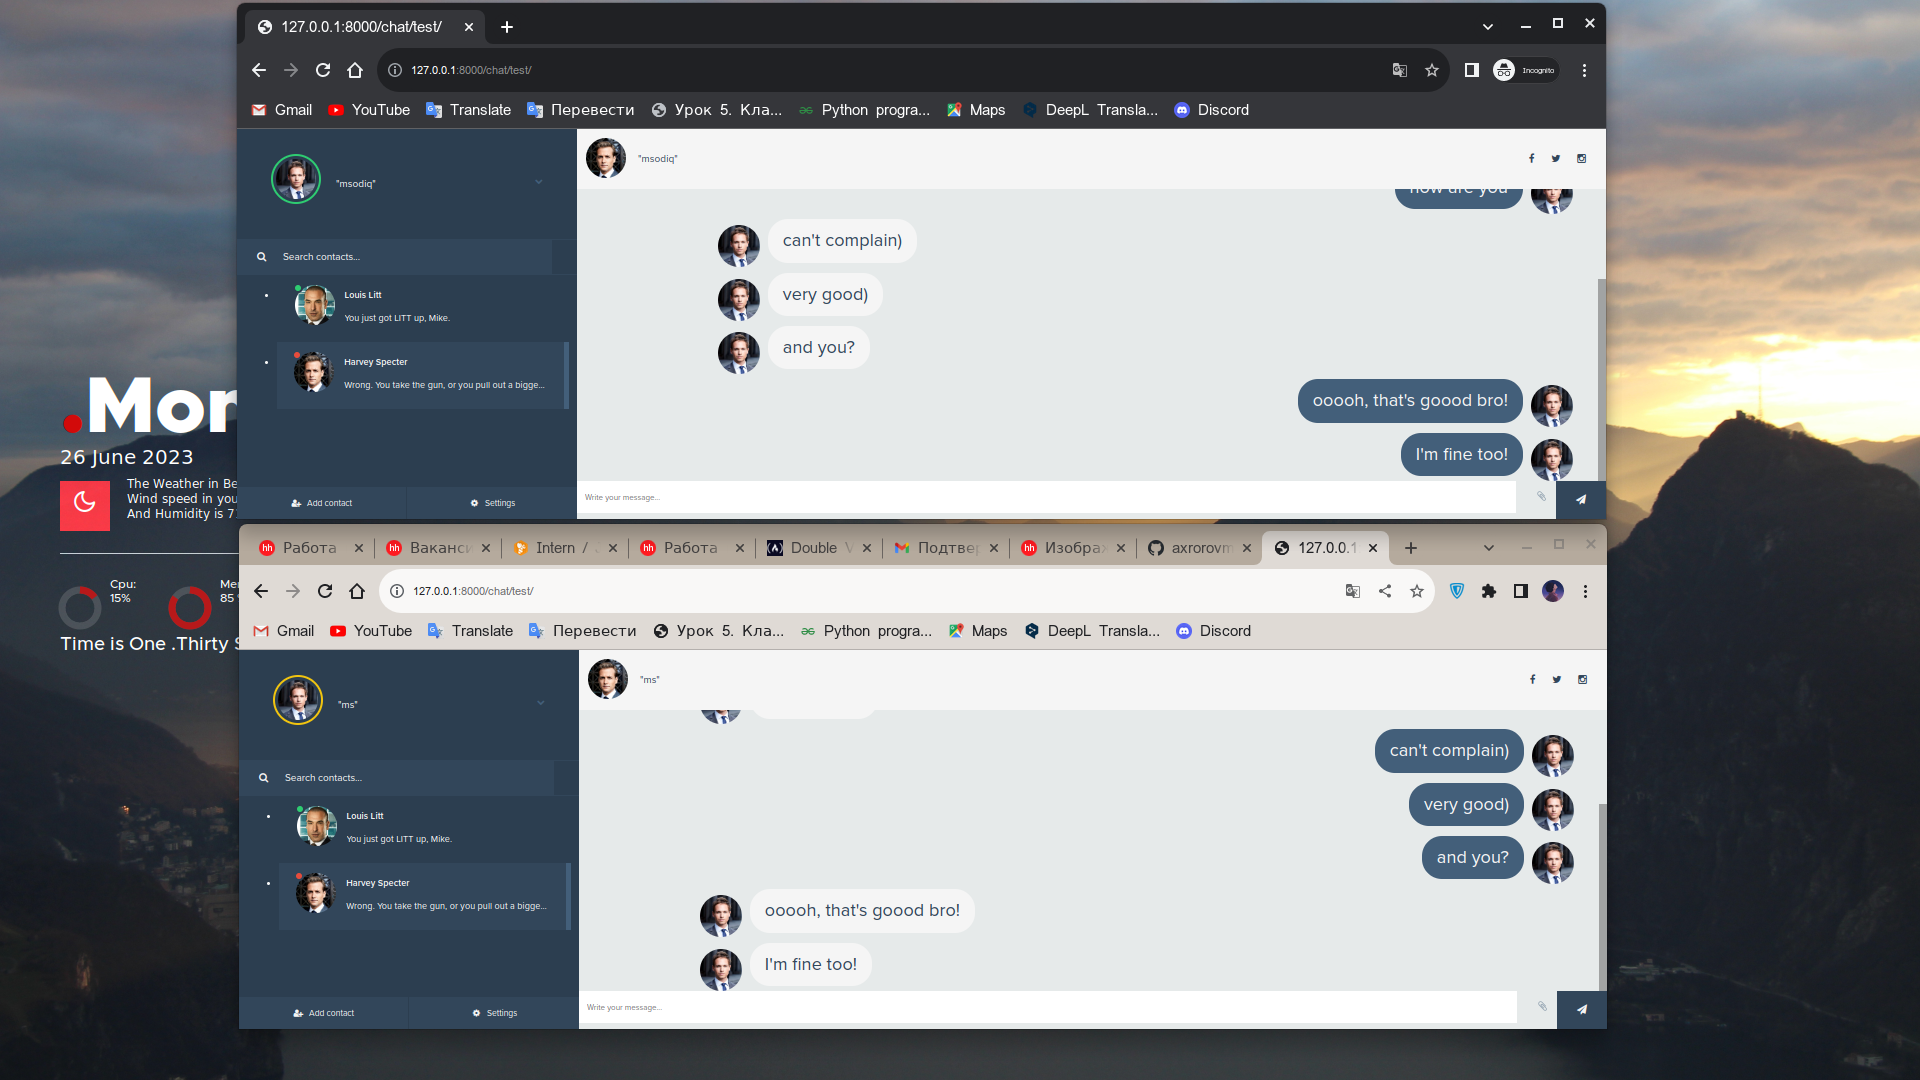 127.0.0.1:8000/chat/test/
127.0.0.1:8000/chat/test/
Incognito
Gmail YouTube Translate Перевести Урок 5. Кла... Python progra... Maps DeepL Transla... Discord
"msodiq"
"msodiq"
how are you
Search contacts...
can't complain)
Louis Litt
You just got LITT up, Mike.
very good)
Harvey Specter
Wrong. You take the gun, or you pull out a bigge...
and you?
ooooh, that's goood bro!
I'm fine too!
Write your message...
Add contact
Settings
.Mor
26 June 2023
The Weather in Be
Wind speed in you
And Humidity is 7
Cpu:
15%
Me
85
Time is One .Thirty S
Работа Ваканси Intern / Работа Double V Подтвер Изображ axrorovm 127.0.0.1
127.0.0.1:8000/chat/test/
Gmail YouTube Translate Перевести Урок 5. Кла... Python progra... Maps DeepL Transla... Discord
"ms"
"ms"
Search contacts...
can't complain)
Louis Litt
You just got LITT up, Mike.
very good)
Harvey Specter
Wrong. You take the gun, or you pull out a bigge...
and you?
ooooh, that's goood bro!
I'm fine too!
Write your message...
Add contact
Settings